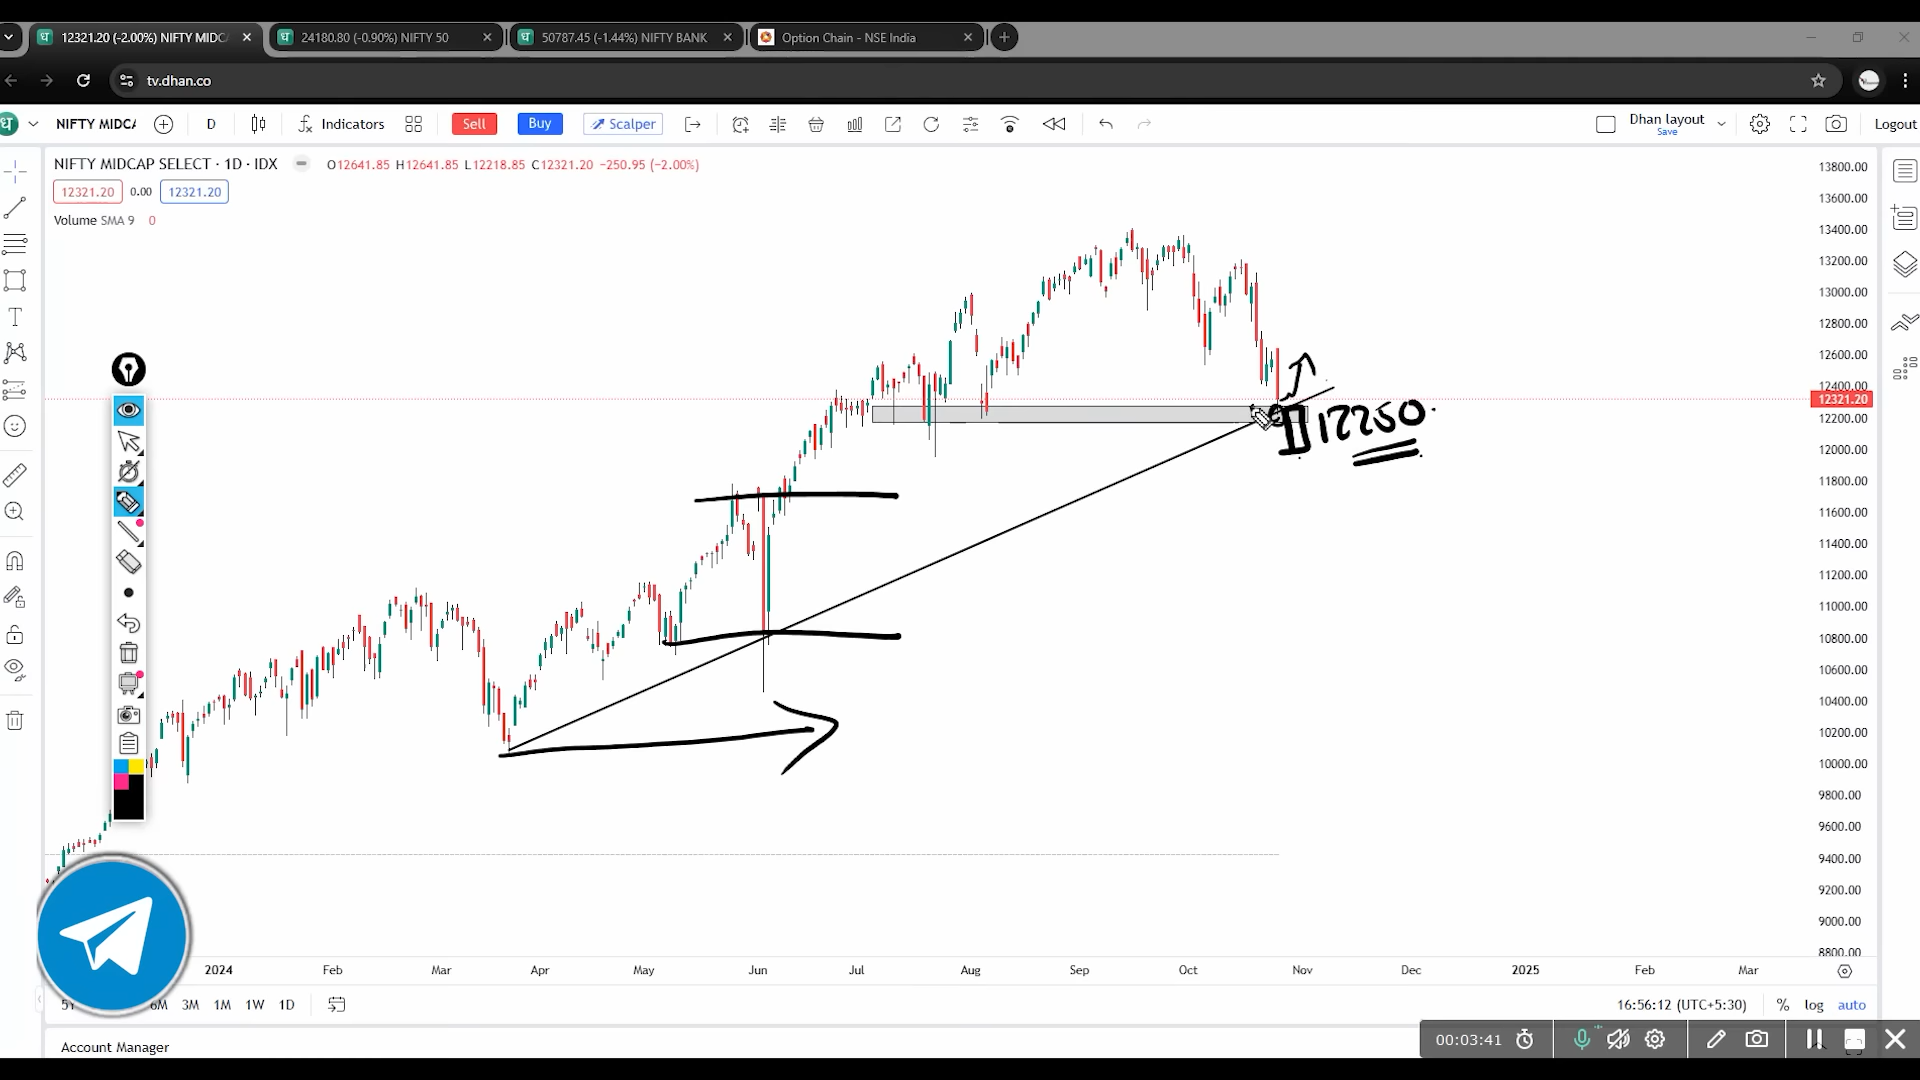 12321.20 (-2.00%) NIFTY MIDC
24180.80 (-0.90%) NIFTY 50
50787.45 (-1.44%) NIFTY BANK
Option Chain - NSE India
tv.dhan.co
NIFTY MIDCA
D
Indicators
Sell
Buy
Scalper
Dhan layout
Save
Logout
NIFTY MIDCAP SELECT · 1D · IDX
O12641.85 H12641.85 L12218.85 C12321.20 −250.95 (−2.00%)
12321.20 0.00 12321.20
Volume SMA 9 0
13800.00
13600.00
13400.00
13200.00
13000.00
12800.00
12600.00
12400.00
12321.20
12200.00
12000.00
11800.00
11600.00
11400.00
11200.00
11000.00
10800.00
10600.00
10400.00
10200.00
10000.00
9800.00
9600.00
9400.00
9200.00
9000.00
8800.00
12250
2024 Feb Mar Apr May Jun Jul Aug Sep Oct Nov Dec 2025 Feb Mar
5Y 6M 3M 1M 1W 1D
16:56:12 (UTC+5:30) % log auto
Account Manager
00:03:41